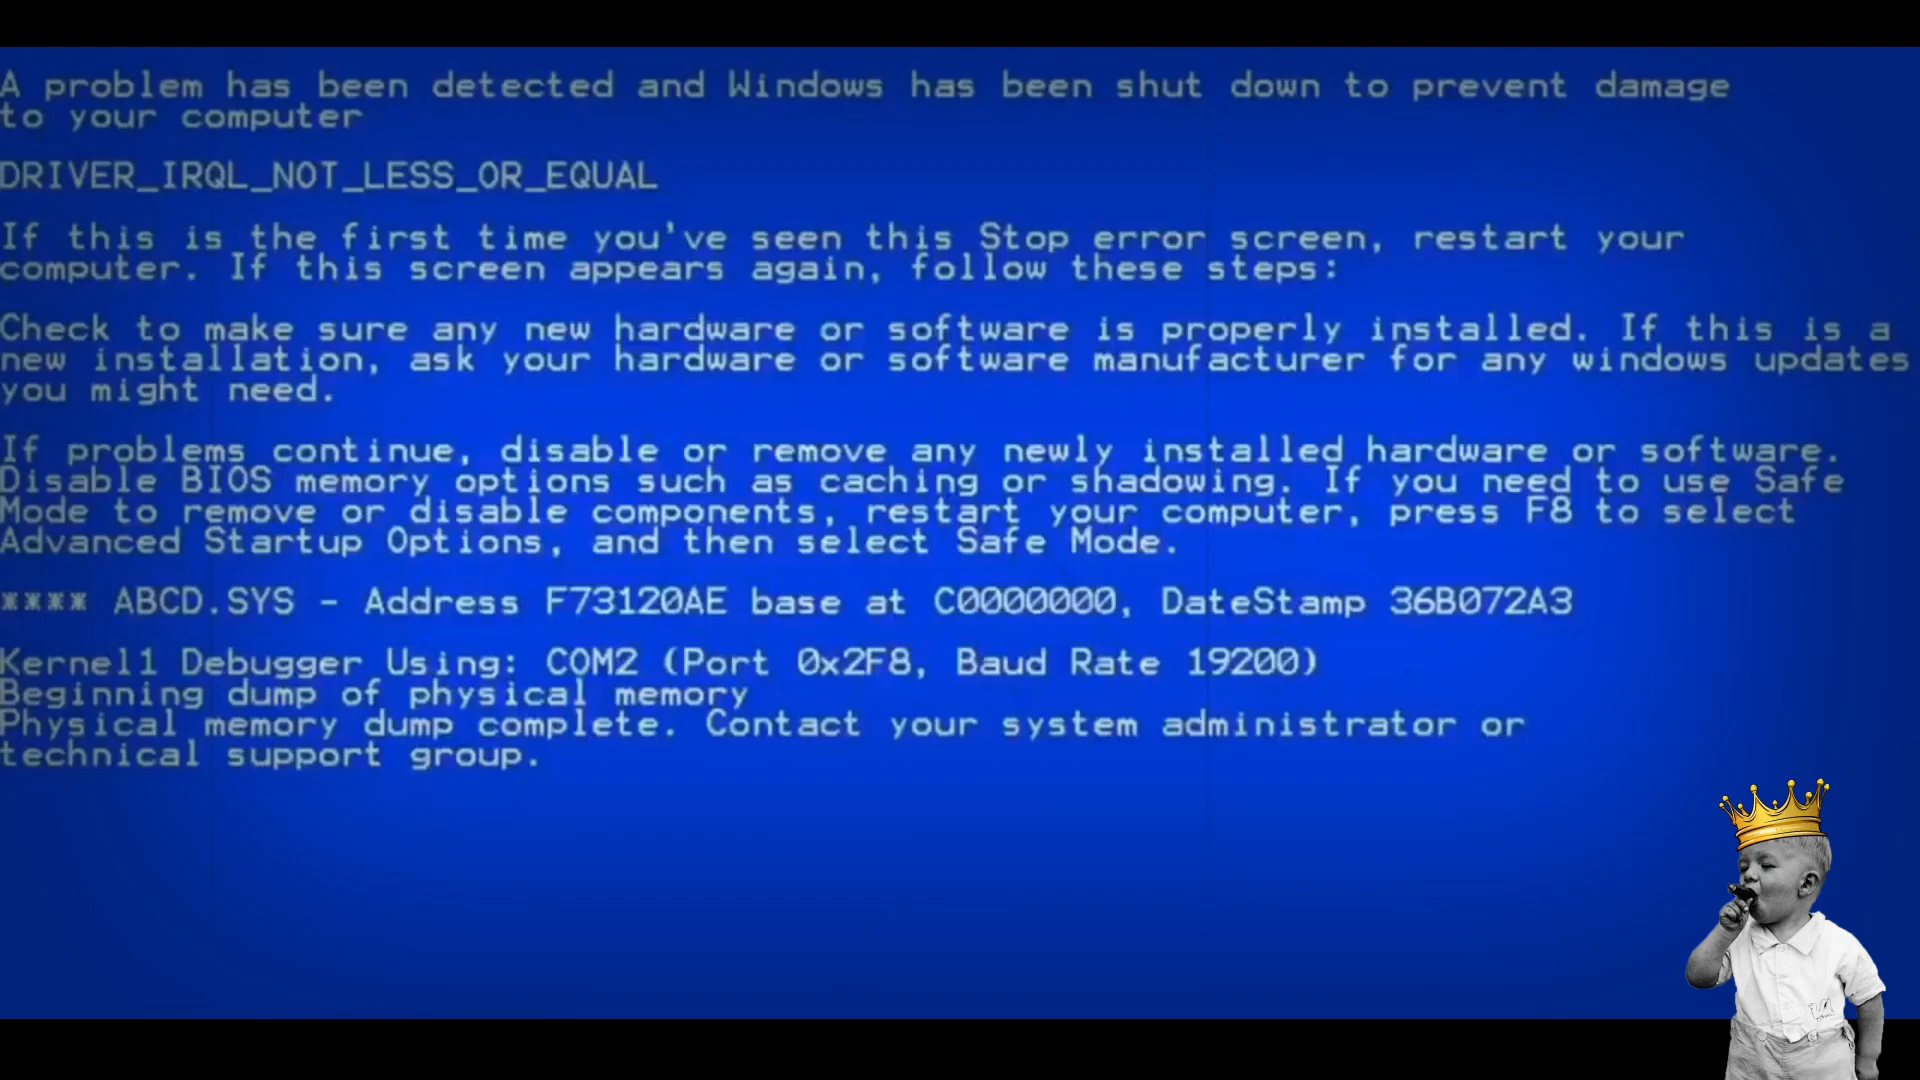 A problem has been detected and Windows has been shut down to prevent damage
to your computer
DRIVER_IRQL_NOT_LESS_OR_EQUAL
If this is the first time you've seen this Stop error screen, restart your
computer. If this screen appears again, follow these steps:
Check to make sure any new hardware or software is properly installed. If this is a
new installation, ask your hardware or software manufacturer for any windows updates
you might need.
If problems continue, disable or remove any newly installed hardware or software.
Disable BIOS memory options such as caching or shadowing. If you need to use Safe
Mode to remove or disable components, restart your computer, press F8 to select
Advanced Startup Options, and then select Safe Mode.
**** ABCD.SYS - Address F73120AE base at C0000000, DateStamp 36B072A3
Kernel1 Debugger Using: COM2 (Port 0x2F8, Baud Rate 19200)
Beginning dump of physical memory
Physical memory dump complete. Contact your system administrator or
technical support group.